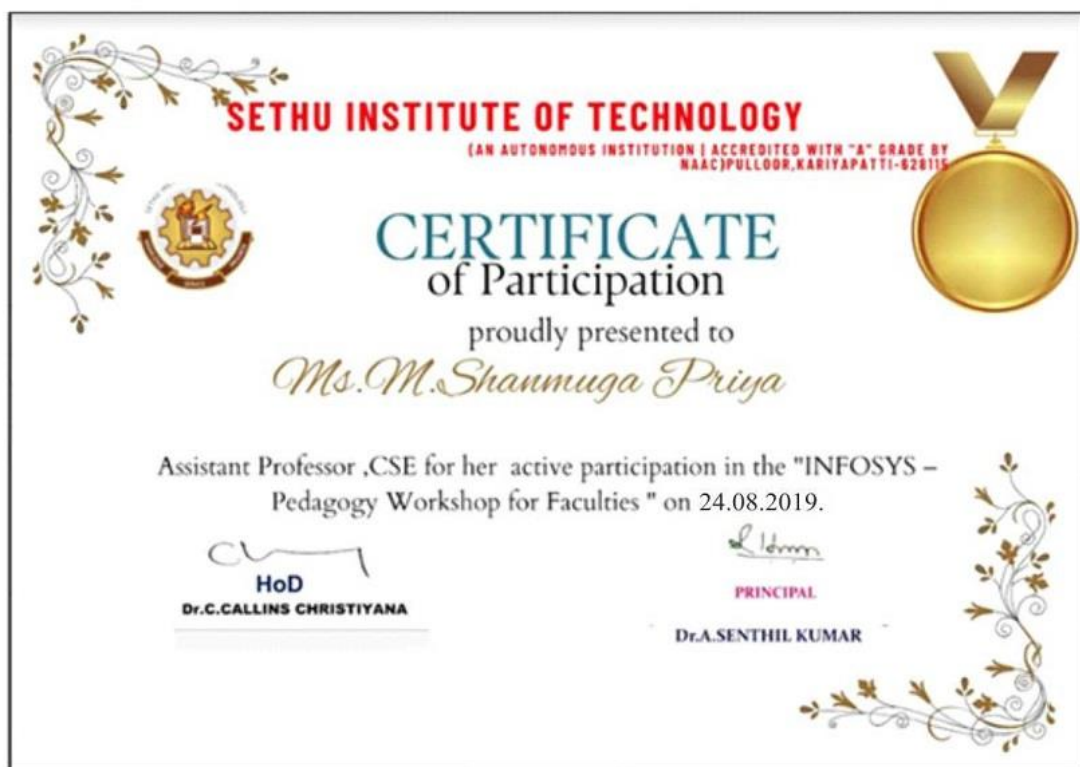 SETHU INSTITUTE OF TECHNOLOGY
(AN AUTONOMOUS INSTITUTION | ACCREDITED WITH "A" GRADE BY
NAAC)PULLOOR,KARIYAPATTI-626115
CERTIFICATE
of Participation
proudly presented to
Ms.M.Shanmuga Priya
Assistant Professor ,CSE for her active participation in the "INFOSYS –
Pedagogy Workshop for Faculties " on 24.08.2019.
HoD
Dr.C.CALLINS CHRISTIYANA
PRINCIPAL
Dr.A.SENTHIL KUMAR